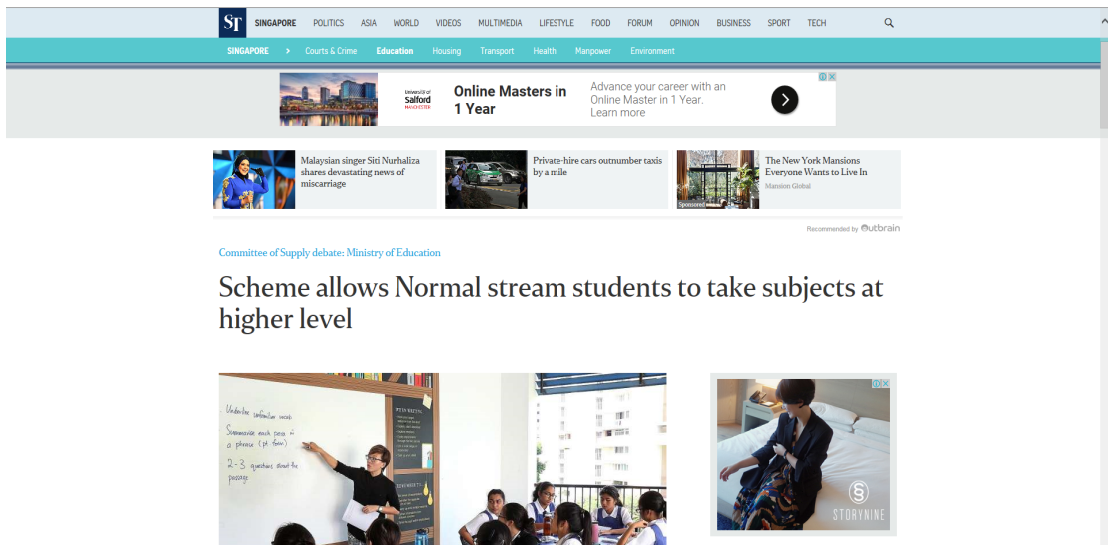 ST SINGAPORE POLITICS ASIA WORLD VIDEOS MULTIMEDIA LIFESTYLE FOOD FORUM OPINION BUSINESS SPORT TECH
SINGAPORE > Courts & Crime Education Housing Transport Health Manpower Environment
University of
Salford
MANCHESTER
Online Masters in
1 Year
Advance your career with an
Online Master in 1 Year.
Learn more
Malaysian singer Siti Nurhaliza
shares devastating news of
miscarriage
Private-hire cars outnumber taxis
by a mile
Sponsored
The New York Mansions
Everyone Wants to Live In
Mansion Global
Recommended by Outbrain
Committee of Supply debate: Ministry of Education
Scheme allows Normal stream students to take subjects at
higher level
Underline unfamiliar words
Summarise each para in
a phrase (pt form)
2-3 questions about the
passage
STORYNINE